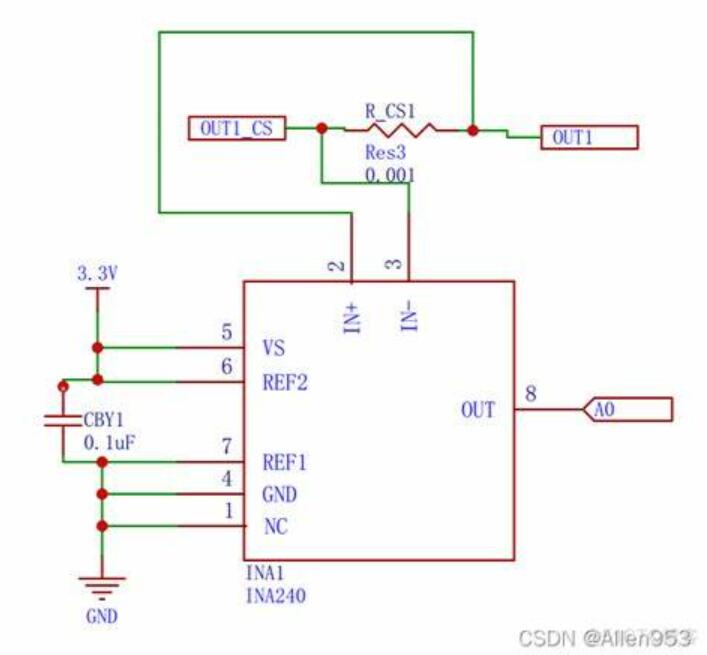 R_CS1
OUT1_CS
OUT1
Res3
0.001
3.3V
2
3
IN+
IN-
5
VS
6
REF2
8
OUT
A0
CBY1
0.1uF
7
REF1
4
GND
1
NC
INA1
INA240
GND
CSDN @Allen953